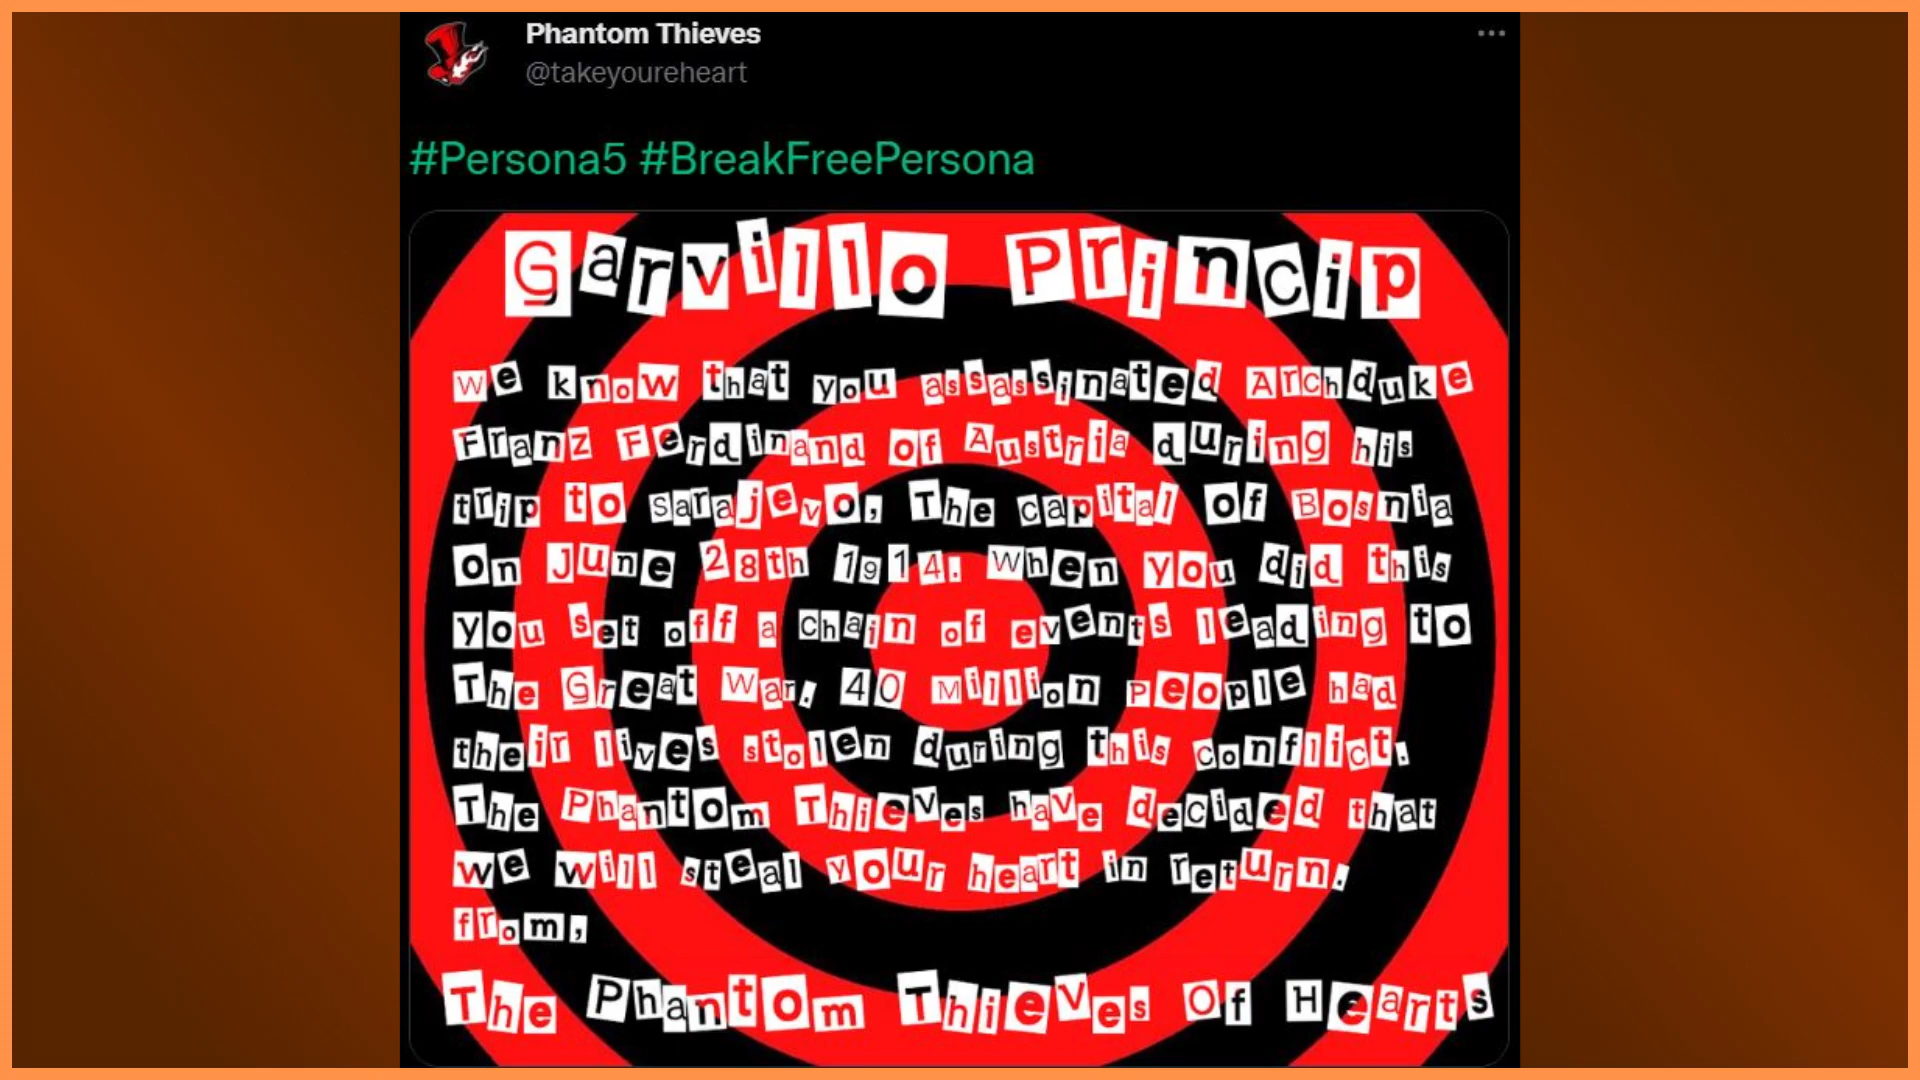 Phantom Thieves
@takeyoureheart
#Persona5 #BreakFreePersona
Garvillo Princip
We know that you assassinated Archduke
Franz Ferdinand of Austria during his
trip to sarajevo, The capital of Bosnia
on June 28th 1914. When you did this
you set off a Chain of events leading to
The Great War. 40 Million People had
their lives stolen during this conflict.
The Phantom Thieves have decided that
we will steal your heart in return.
from,
The Phantom Thieves Of Hearts